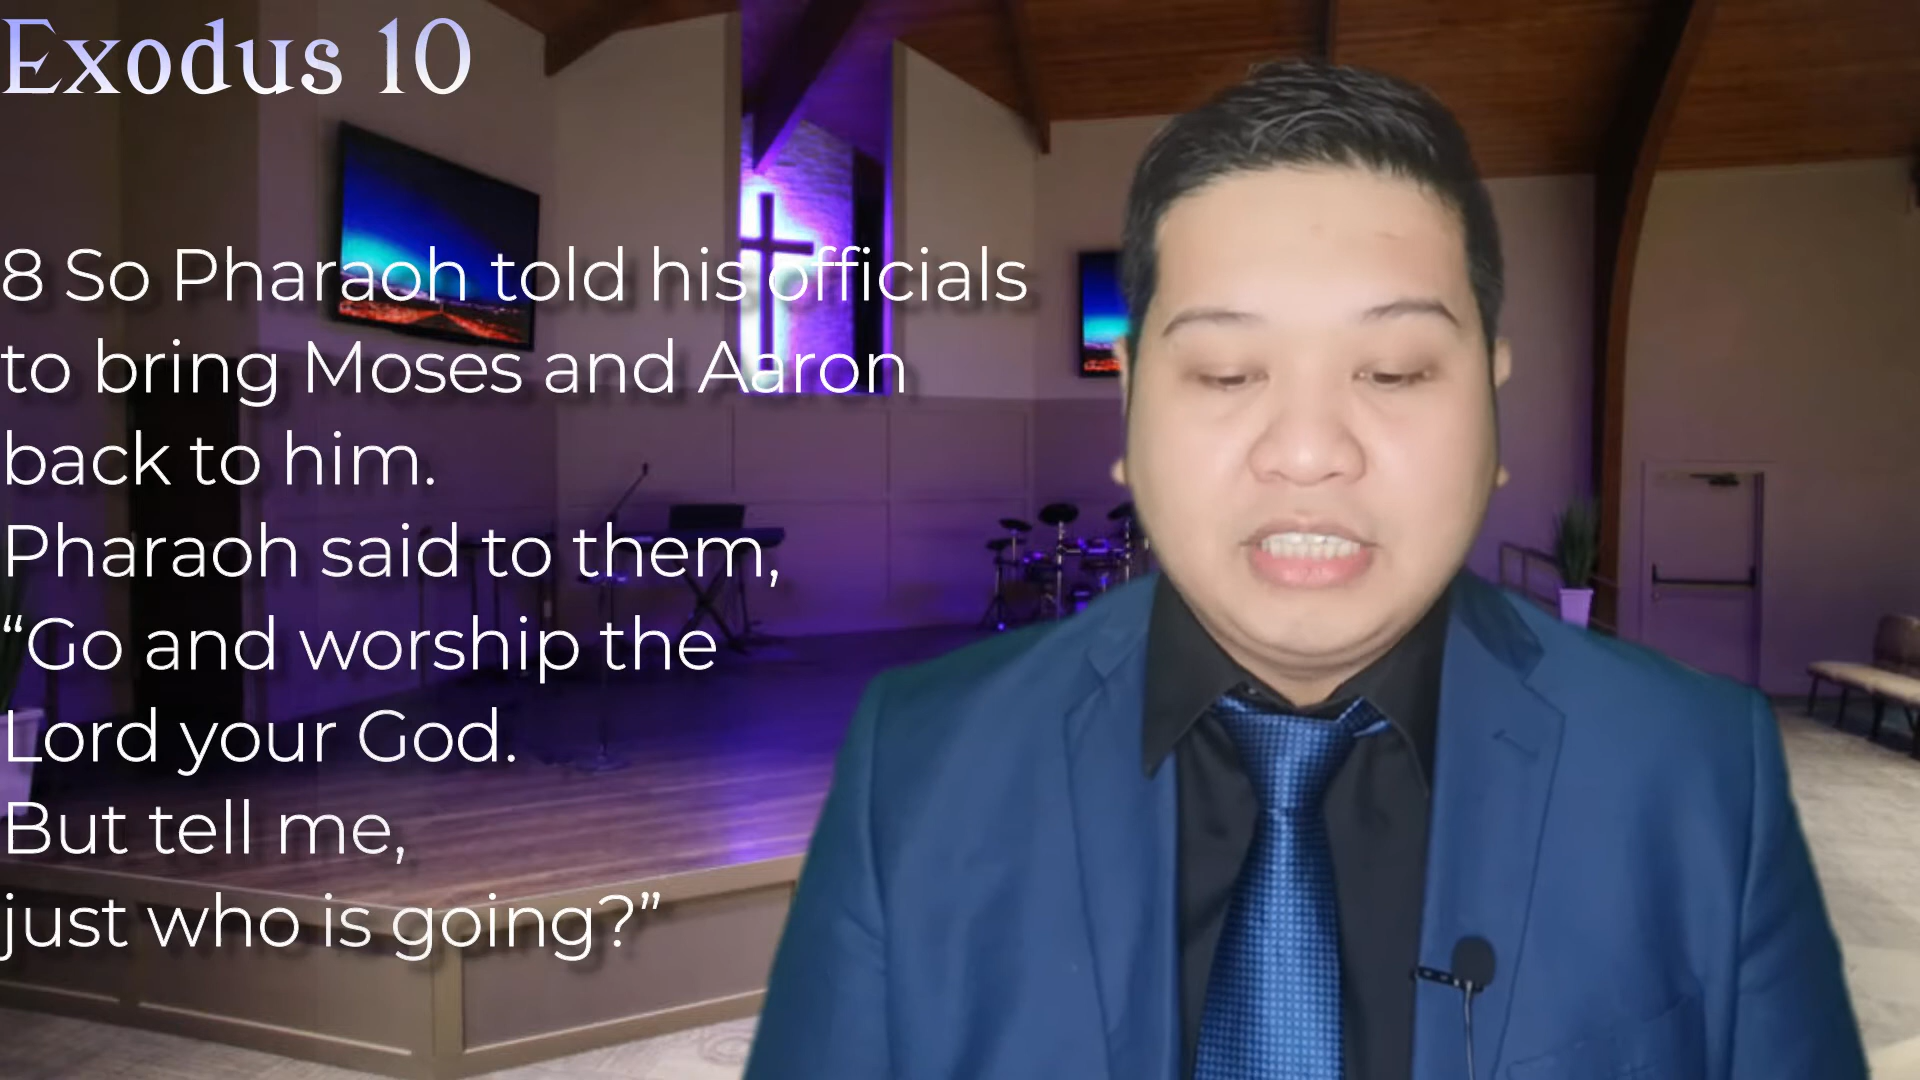 Exodus 10
8 So Pharaoh told his officials
to bring Moses and Aaron
back to him.
Pharaoh said to them,
“Go and worship the
Lord your God.
But tell me,
just who is going?”